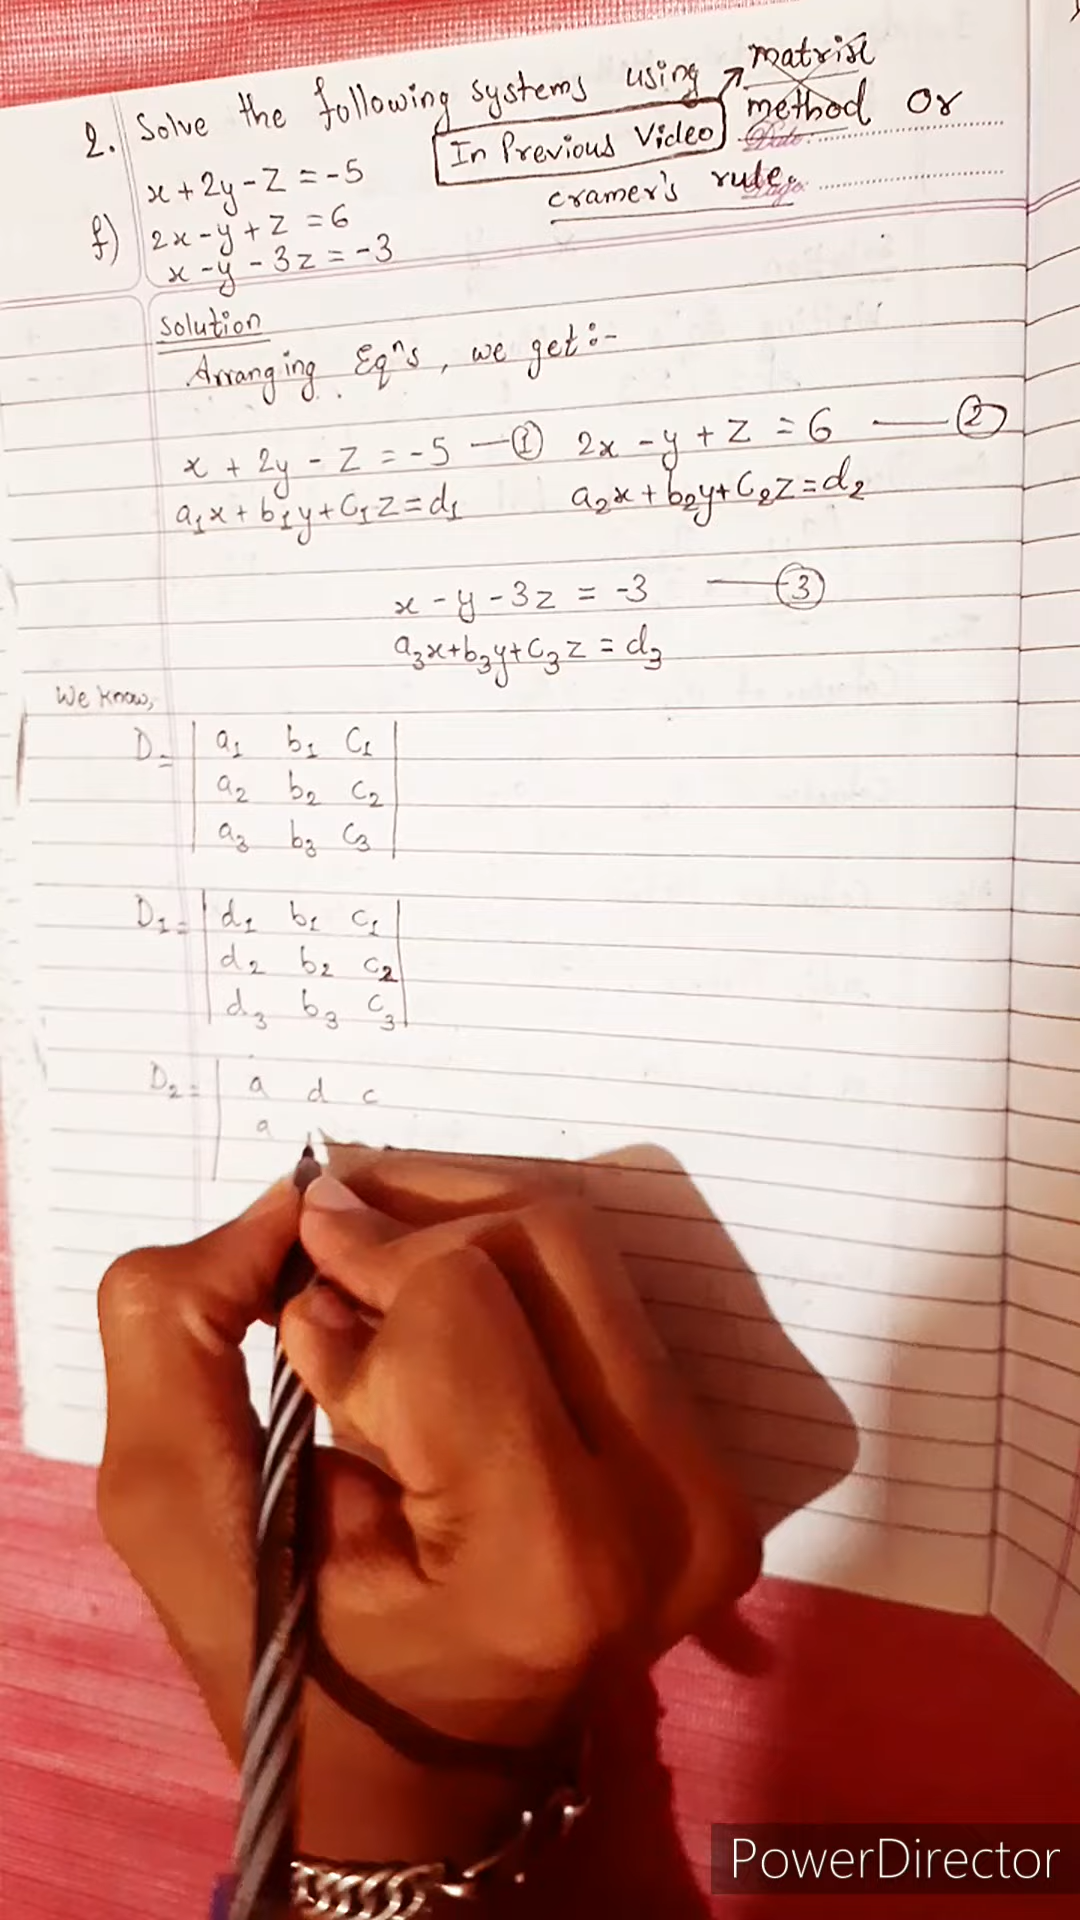 2. Solve the following systems using ↗ matrix
In Previous Video method Or
cramer's rule.
x + 2y - z = -5
f) 2x - y + z = 6
x - y - 3z = -3
Solution
Arranging Eqⁿs, we get:-
x + 2y - z = -5 — ① 2x - y + z = 6 — ②
a₁x + b₁y + c₁z = d₁ a₂x + b₂y + c₂z = d₂
x - y - 3z = -3 — ③
a₃x + b₃y + c₃z = d₃
We know,
D = | a₁ b₁ c₁ |
a₂ b₂ c₂
a₃ b₃ c₃
D₁ = | d₁ b₁ c₁ |
d₂ b₂ c₂
d₃ b₃ c₃
D₂ = | a d c
a
PowerDirector